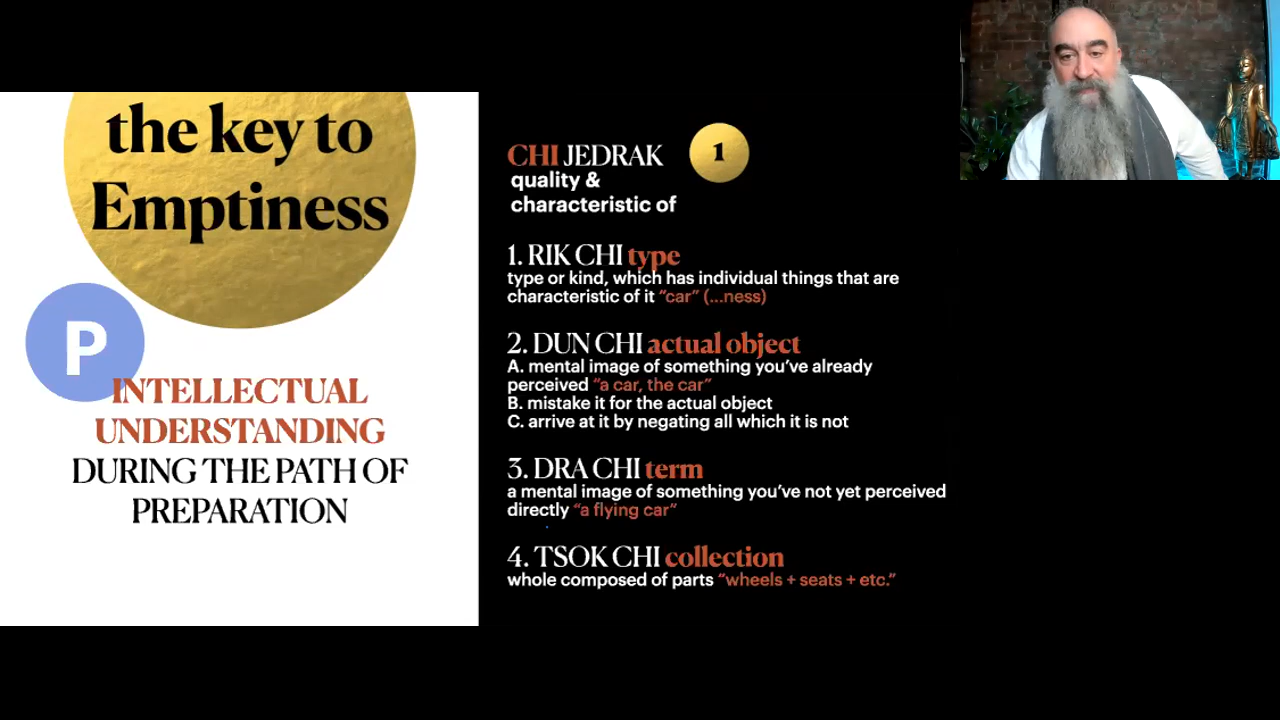 the key to
Emptiness
P
INTELLECTUAL
UNDERSTANDING
DURING THE PATH OF
PREPARATION
CHI JEDRAK
1
quality &
characteristic of
1. RIK CHI type
type or kind, which has individual things that are
characteristic of it “car” (...ness)
2. DUN CHI actual object
A. mental image of something you’ve already
perceived “a car, the car”
B. mistake it for the actual object
C. arrive at it by negating all which it is not
3. DRA CHI term
a mental image of something you’ve not yet perceived
directly “a flying car”
4. TSOK CHI collection
whole composed of parts “wheels + seats + etc.”